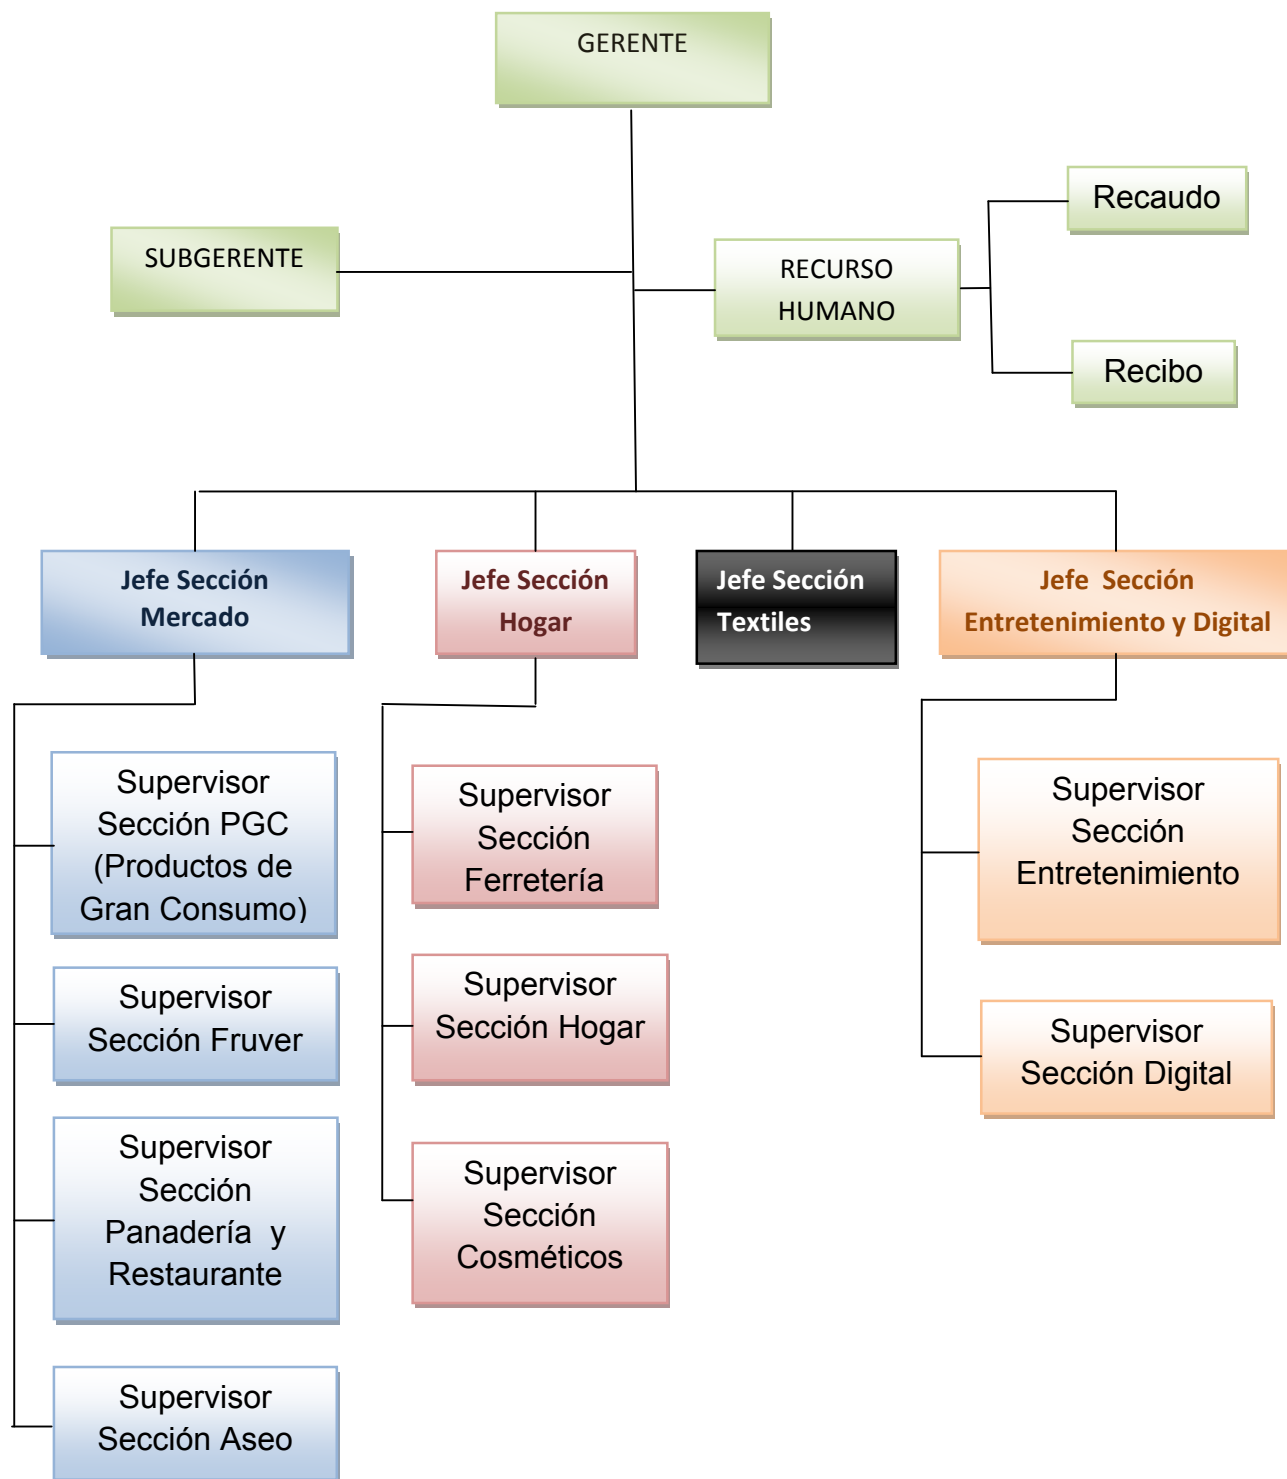 GERENTE
Recaudo
SUBGERENTE
RECURSO
HUMANO
Recibo
Jefe Sección
Mercado
Jefe Sección
Hogar
Jefe Sección
Textiles
Jefe Sección
Entretenimiento y Digital
Supervisor
Sección PGC
(Productos de
Gran Consumo)
Supervisor
Sección Fruver
Supervisor
Sección
Panadería y
Restaurante
Supervisor
Sección Aseo
Supervisor
Sección
Ferretería
Supervisor
Sección Hogar
Supervisor
Sección
Cosméticos
Supervisor
Sección
Entretenimiento
Supervisor
Sección Digital